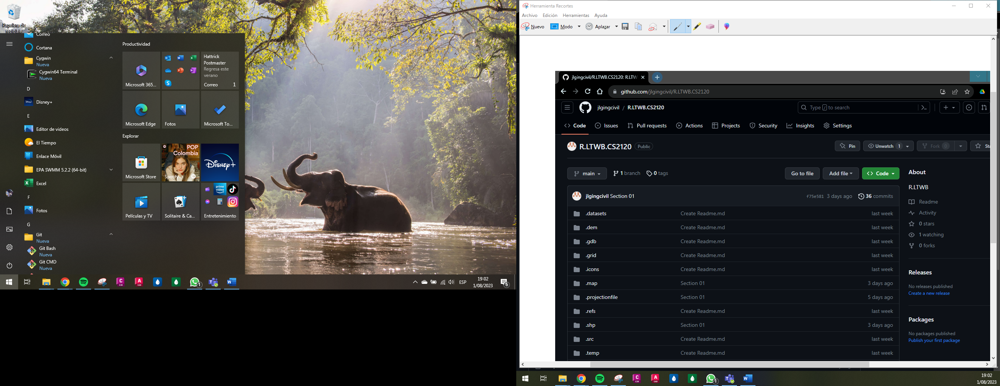 Papelera de
reciclaje
Correo
Cortana
Cygwin
Nueva
Cygwin64 Terminal
Nueva
D
Disney+
E
Editor de videos
El Tiempo
Enlace Móvil
EPA SWMM 5.2.2 (64-bit)
Excel
F
Fotos
G
Git
Nueva
Git Bash
Nueva
Git CMD
Nueva
Productividad
Microsoft 365...
Hattrick
Postmaster
Regresa este
verano
Correo 1
Microsoft Edge
Fotos
Microsoft To...
Explorar
Microsoft Store
POP
Colombia
Spotify
Disney+
Películas y TV
Solitaire & Ca...
prime
video
Entretenimiento
ESP
19:02
1/08/2023
6
Herramienta Recortes
Archivo Edición Herramientas Ayuda
Nuevo Modo Aplazar
jlgingcivil/R.LTWB.CS2120: R.LTW
github.com/jlgingcivil/R.LTWB.CS2120
jlgingcivil / R.LTWB.CS2120
Type / to search
Code Issues Pull requests Actions Projects Security Insights Settings
R.LTWB.CS2120 Public
Pin Unwatch 1 Fork 0 Sta
main 1 branch 0 tags
Go to file Add file Code
jlgingcivil Section 01 f75e581 3 days ago 36 commits
.datasets Create Readme.md last week
.dem Create Readme.md last week
.gdb Create Readme.md last week
.grid Create Readme.md last week
.icons Create Readme.md last week
.map Section 01 3 days ago
.projectionfile Section 01 5 days ago
.refs Create Readme.md last week
.shp Section 01 3 days ago
.src Create Readme.md last week
.temp Create Readme.md last week
About
R.LTWB
Readme
Activity
0 stars
1 watching
0 forks
Releases
No releases published
Create a new release
Packages
No packages published
Publish your first package
19:02
1/08/2023